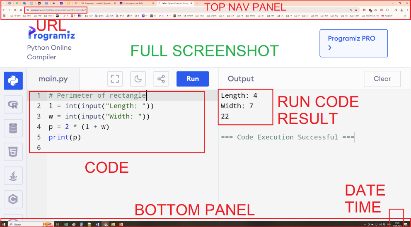 TOP NAV PANEL
URL
Programiz
Python Online
Compiler
FULL SCREENSHOT
Programiz PRO >
main.py
Run
Output
Clear
1 # Perimeter of rectangle
2 l = int(input("Length: "))
3 w = int(input("Width: "))
4 p = 2 * (l + w)
5 print(p)
6
Length: 4
Width: 7
22
=== Code Execution Successful ===
RUN CODE
RESULT
CODE
DATE
TIME
BOTTOM PANEL